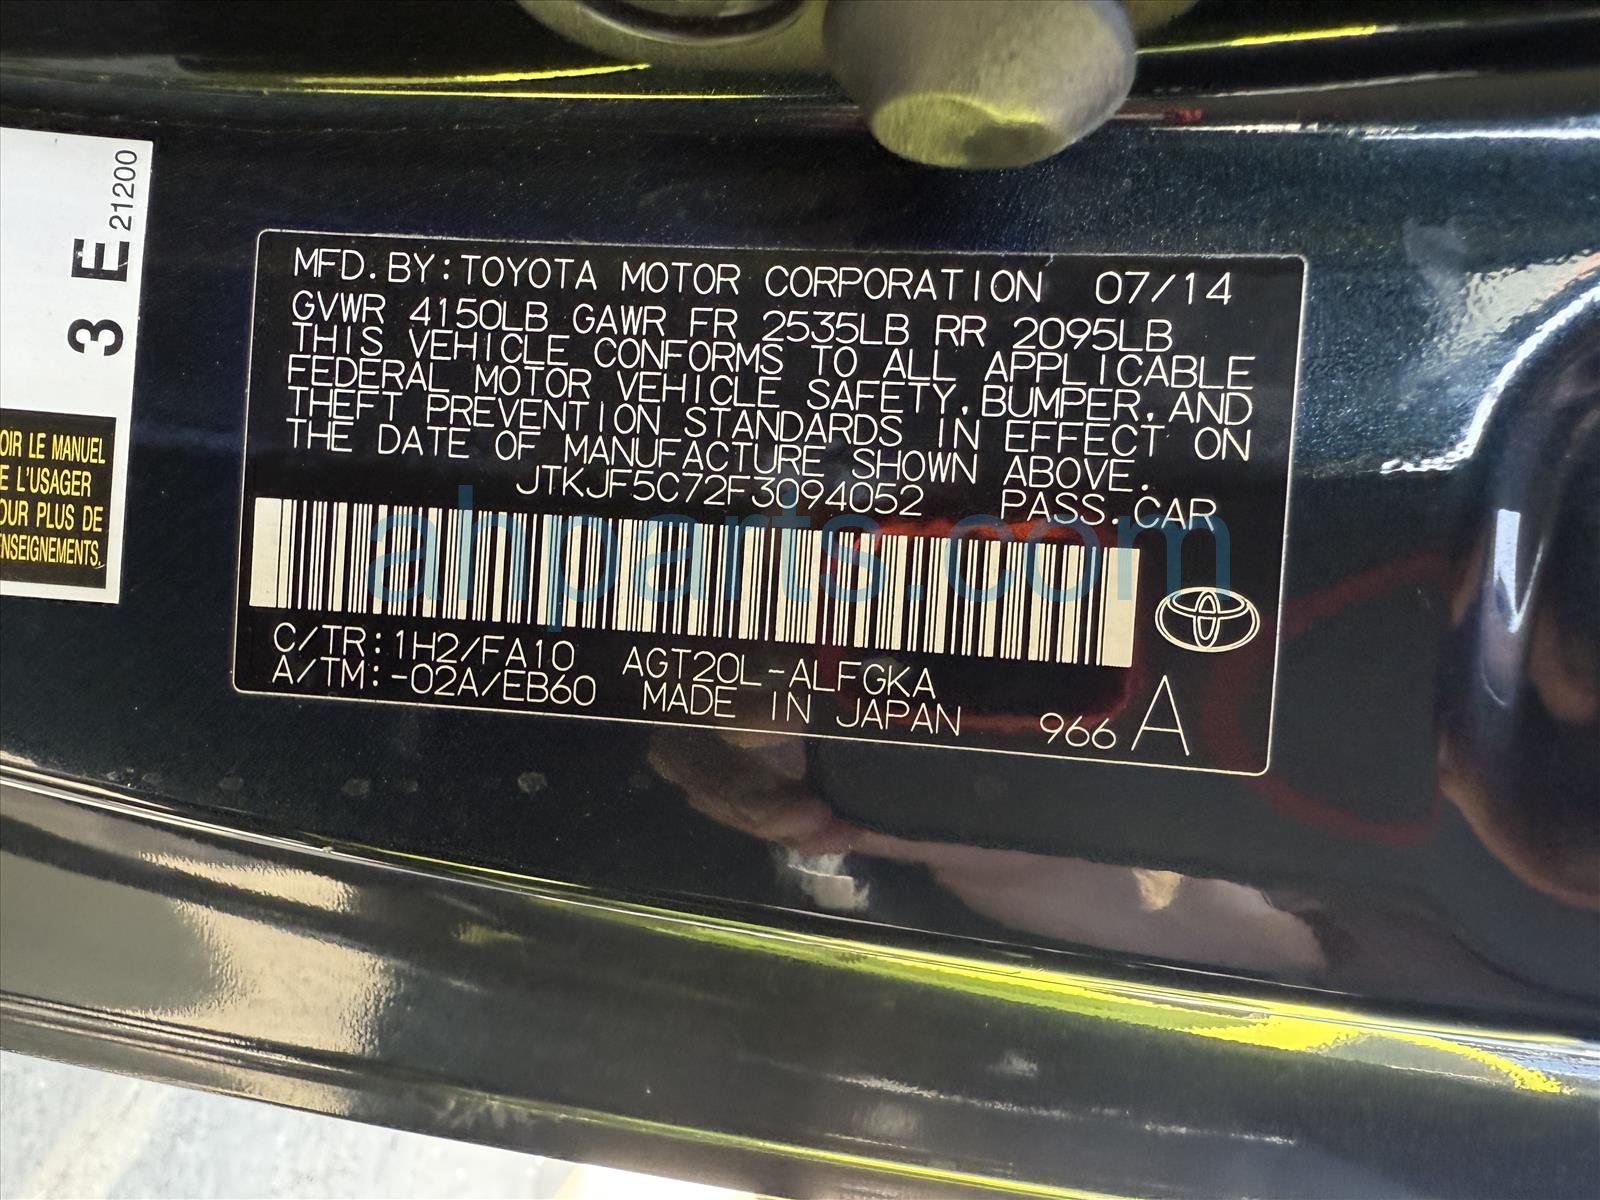 MFD.BY:TOYOTA MOTOR CORPORATION 07/14
GVWR 4150LB GAWR FR 2535LB RR 2095LB
THIS VEHICLE CONFORMS TO ALL APPLICABLE
FEDERAL MOTOR VEHICLE SAFETY,BUMPER,AND
THEFT PREVENTION STANDARDS IN EFFECT ON
THE DATE OF MANUFACTURE SHOWN ABOVE.
JTKJF5C72F3094052 PASS.CAR
C/TR:1H2/FA10 AGT20L-ALFGKA
A/TM:-02A/EB60 MADE IN JAPAN 966 A
ahparts.com
3 E
21200
OIR LE MANUEL
E L'USAGER
OUR PLUS DE
ENSEIGNEMENTS.